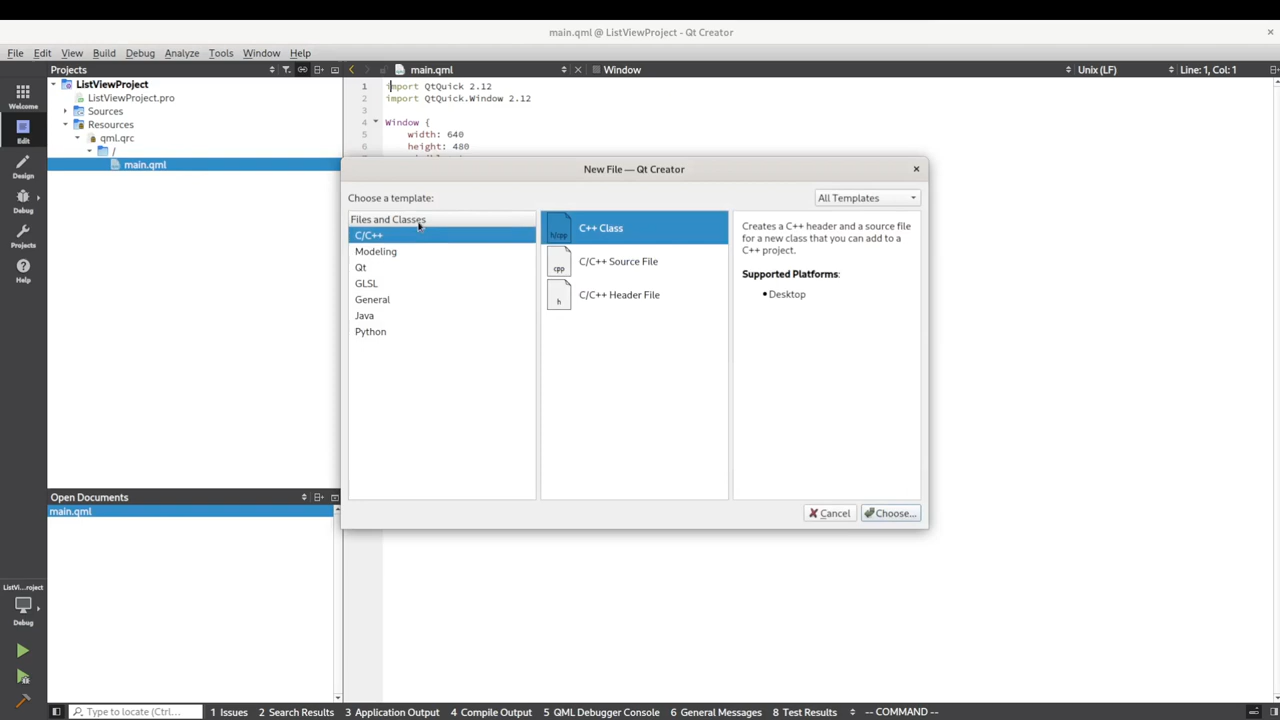 main.qml @ ListViewProject - Qt Creator
File Edit View Build Debug Analyze Tools Window Help
Projects main.qml Window Unix (LF) Line: 1, Col: 1
Welcome
Edit
Design
Debug
Projects
Help
ListViewProject
ListViewProject.pro
Sources
Resources
qml.qrc
/
main.qml
1 import QtQuick 2.12
2 import QtQuick.Window 2.12
3
4 Window {
5 width: 640
6 height: 480
New File — Qt Creator
Choose a template:
All Templates
Files and Classes
C/C++
Modeling
Qt
GLSL
General
Java
Python
h/cpp C++ Class
cpp C/C++ Source File
h C/C++ Header File
Creates a C++ header and a source file
for a new class that you can add to a
C++ project.
Supported Platforms:
• Desktop
Cancel Choose...
Open Documents
main.qml
ListVi...roject
Debug
Type to locate (Ctrl... 1 Issues 2 Search Results 3 Application Output 4 Compile Output 5 QML Debugger Console 6 General Messages 8 Test Results -- COMMAND --